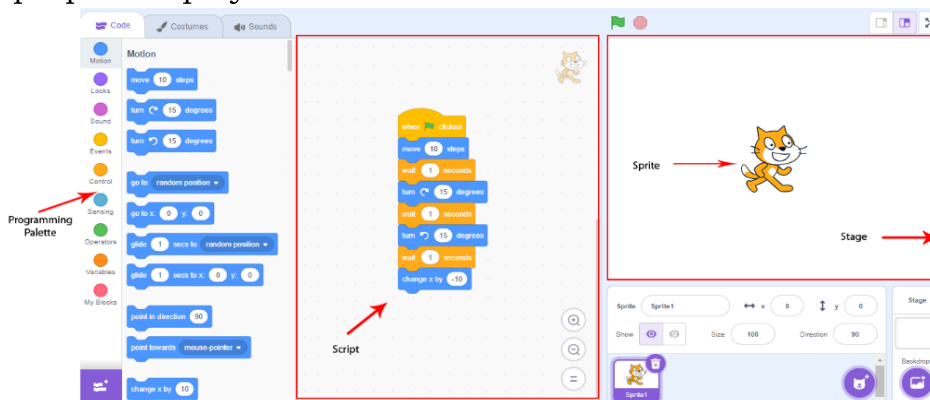 Code Costumes Sounds
Motion
Motion
Looks
Sound
Events
Control
Sensing
Operators
Variables
My Blocks
Programming
Palette
move 10 steps
turn 15 degrees
turn 15 degrees
go to random position
go to x: 0 y: 0
glide 1 secs to random position
glide 1 secs to x: 0 y: 0
point in direction 90
point towards mouse-pointer
change x by 10
when clicked
move 10 steps
wait 1 seconds
turn 15 degrees
wait 1 seconds
turn 15 degrees
wait 1 seconds
change x by -10
Script
Sprite
Stage
Sprite Sprite1 x 0 y 0
Show Size 100 Direction 90
Sprite1
Stage
Backdrop